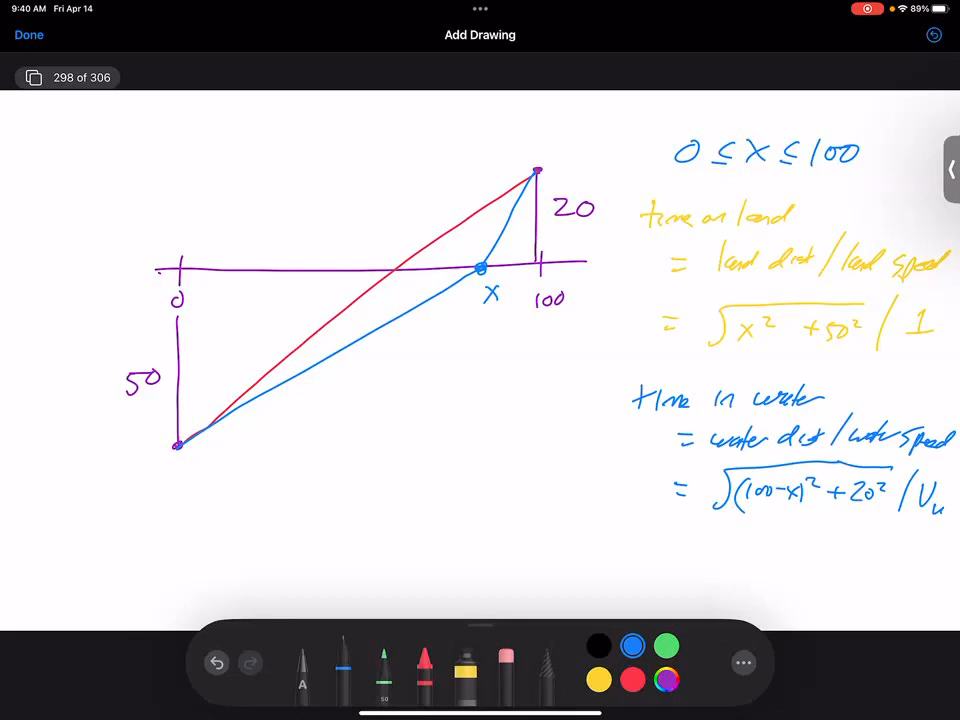 9:40 AM Fri Apr 14
89%
Done
Add Drawing
298 of 306
0 ≤ x ≤ 100
20
time on land
= land dist / land speed
0
x
100
= √x² + 50² / 1
50
time in water
= water dist / water speed
= √(100-x)² + 20² / V
A
50